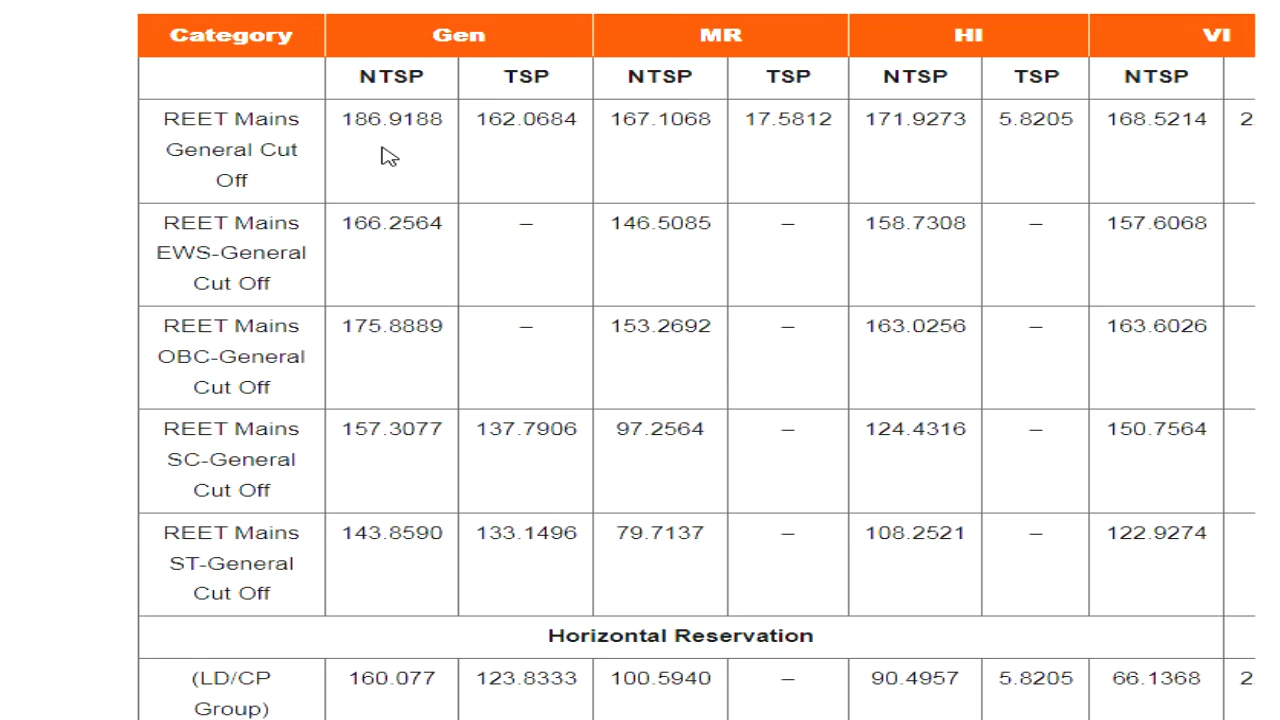 Category Gen MR HI VI
NTSP TSP NTSP TSP NTSP TSP NTSP
REET Mains 186.9188 162.0684 167.1068 17.5812 171.9273 5.8205 168.5214 2
General Cut
Off
REET Mains 166.2564 – 146.5085 – 158.7308 – 157.6068
EWS-General
Cut Off
REET Mains 175.8889 – 153.2692 – 163.0256 – 163.6026
OBC-General
Cut Off
REET Mains 157.3077 137.7906 97.2564 – 124.4316 – 150.7564
SC-General
Cut Off
REET Mains 143.8590 133.1496 79.7137 – 108.2521 – 122.9274
ST-General
Cut Off
Horizontal Reservation
(LD/CP 160.077 123.8333 100.5940 – 90.4957 5.8205 66.1368 2
Group)